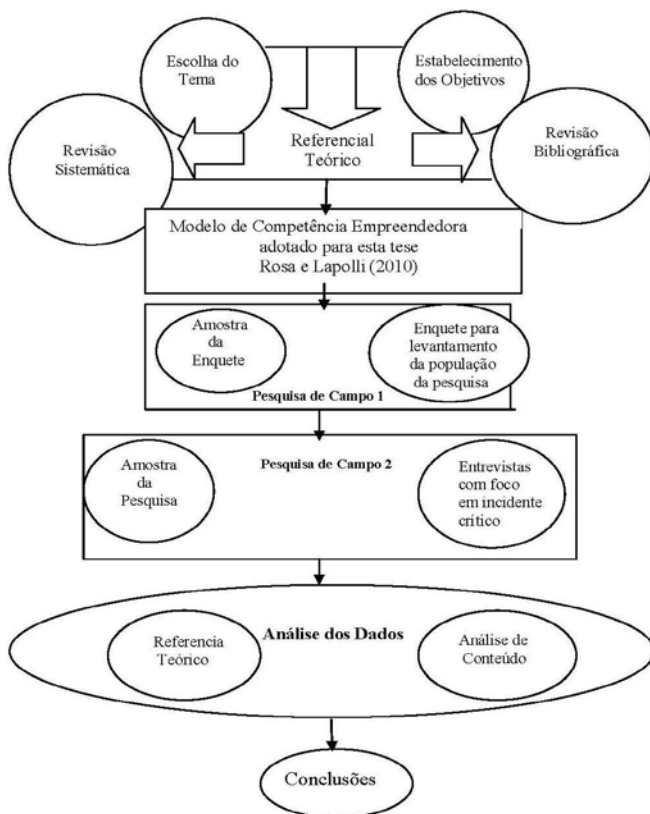 Escolha do
Tema
Estabelecimento
dos Objetivos
Revisão
Sistemática
Referencial
Teórico
Revisão
Bibliográfica
Modelo de Competência Empreendedora
adotado para esta tese
Rosa e Lapolli (2010)
Amostra
da
Enquete
Enquete para
levantamento
da população
da pesquisa
Pesquisa de Campo 1
Amostra
da
Pesquisa
Pesquisa de Campo 2
Entrevistas
com foco
em incidente
crítico
Análise dos Dados
Referencia
Teórico
Análise de
Conteúdo
Conclusões